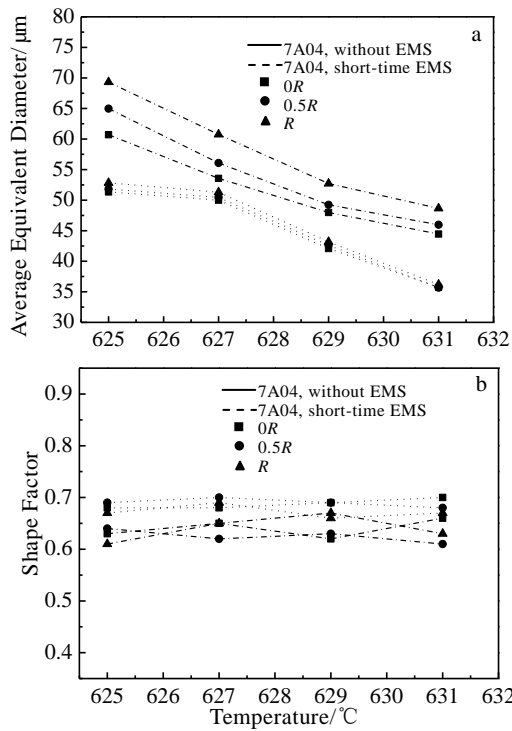 a
7A04, without EMS
7A04, short-time EMS
0R
0.5R
R
Average Equivalent Diameter/μm
80
75
70
65
60
55
50
45
40
35
30
625 626 627 628 629 630 631 632
b
7A04, without EMS
7A04, short-time EMS
0R
0.5R
R
Shape Factor
0.9
0.8
0.7
0.6
0.5
0.4
625 626 627 628 629 630 631 632
Temperature/℃